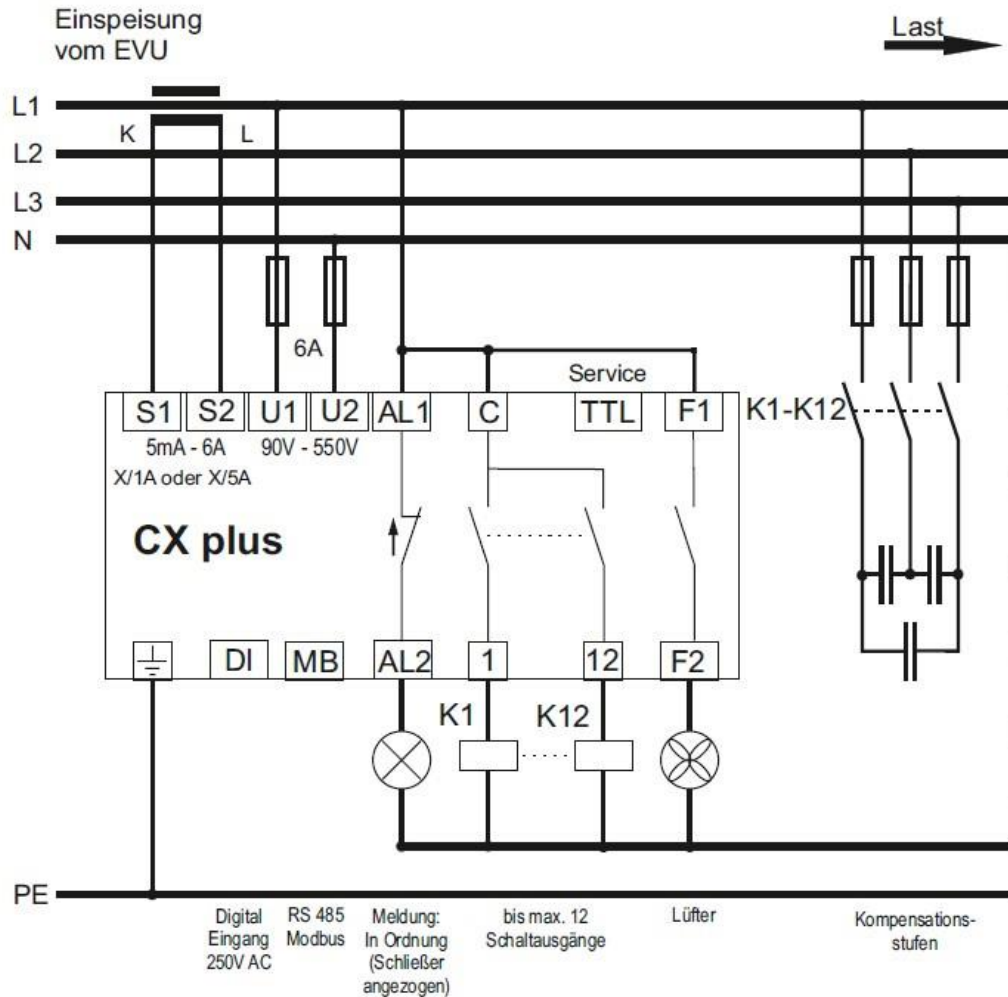 Einspeisung
vom EVU
Last
L1
K L
L2
L3
N
6A
Service
S1 S2 U1 U2 AL1 C TTL F1 K1-K12
5mA - 6A 90V - 550V
X/1A oder X/5A
CX plus
DI MB AL2 1 12 F2
K1 K12
PE
Digital
Eingang
250V AC
RS 485
Modbus
Meldung:
In Ordnung
(Schließer
angezogen)
bis max. 12
Schaltausgänge
Lüfter
Kompensations-
stufen